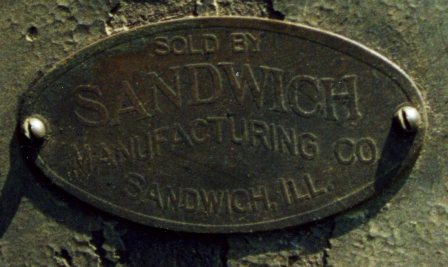 SOLD BY
SANDWICH
MANUFACTURING CO
SANDWICH, ILL.